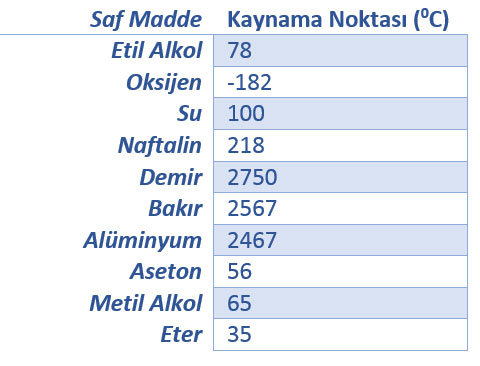 Saf Madde Kaynama Noktası (⁰C)
Etil Alkol 78
Oksijen -182
Su 100
Naftalin 218
Demir 2750
Bakır 2567
Alüminyum 2467
Aseton 56
Metil Alkol 65
Eter 35